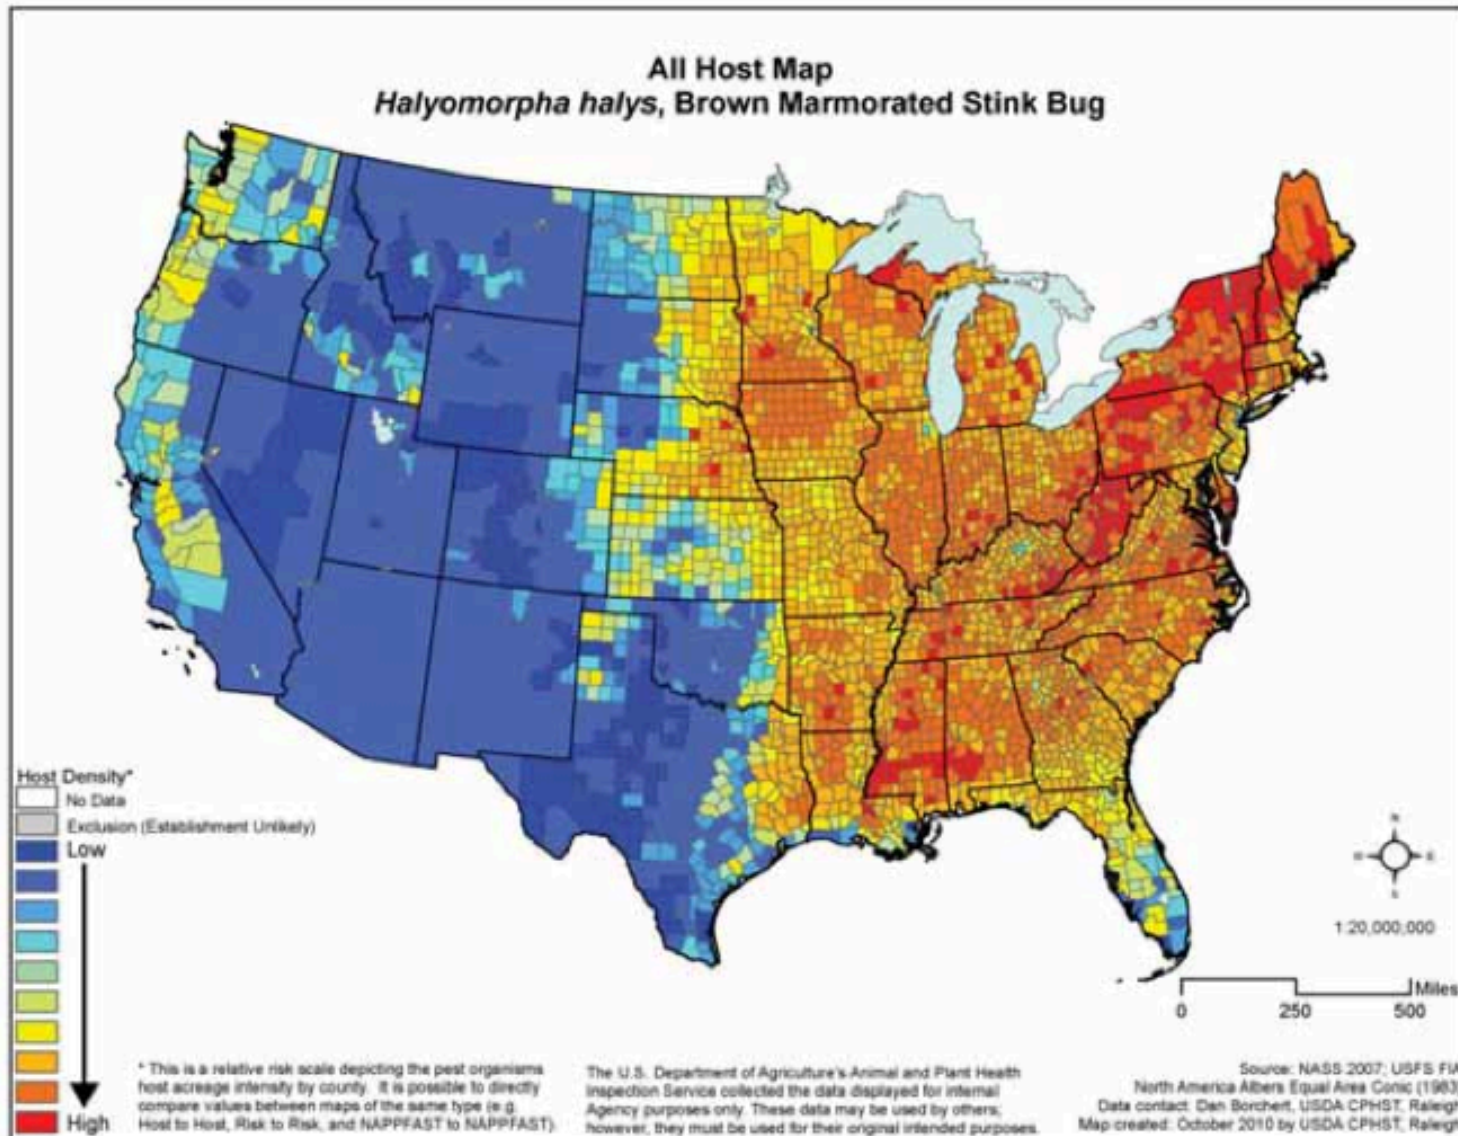 All Host Map
Halyomorpha halys, Brown Marmorated Stink Bug
Host Density*
No Data
Exclusion (Establishment Unlikely)
Low
High
N
E
S
1:20,000,000
Miles
0 250 500
* This is a relative risk scale depicting the pest organisms
host acreage intensity by county. It is possible to directly
compare values between maps of the same type (e.g.
Host to Host, Risk to Risk, and NAPPFAST to NAPPFAST).
The U.S. Department of Agriculture's Animal and Plant Health
Inspection Service collected the data displayed for internal
Agency purposes only. These data may be used by others;
however, they must be used for their original intended purposes.
Source: NASS 2007; USFS FIA
North America Albers Equal Area Conic (1983)
Data contact: Dan Borchert, USDA CPHST, Raleigh
Map created: October 2010 by USDA CPHST, Raleigh